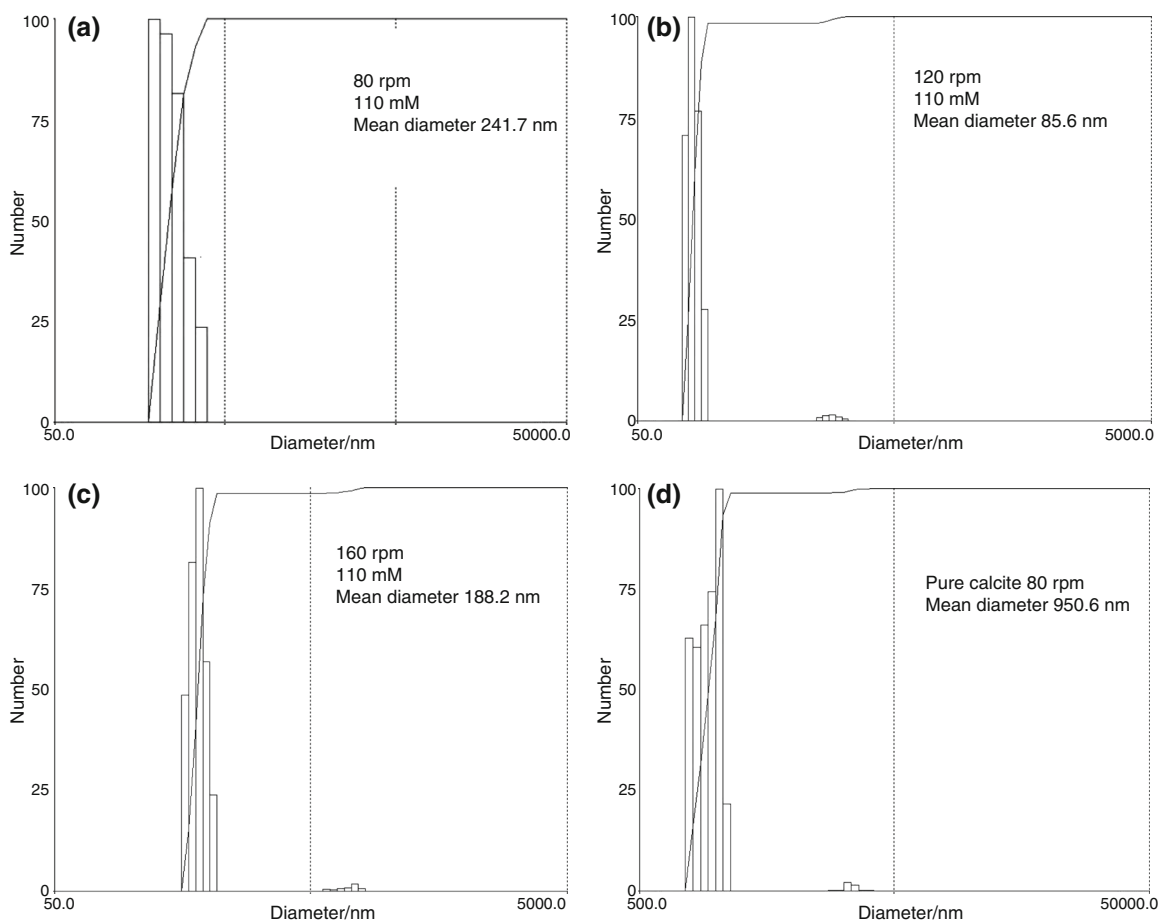 (a)
80 rpm
110 mM
Mean diameter 241.7 nm
Number
100
75
50
25
0
50.0
50000.0
Diameter/nm
(b)
120 rpm
110 mM
Mean diameter 85.6 nm
Number
100
75
50
25
0
50.0
5000.0
Diameter/nm
(c)
160 rpm
110 mM
Mean diameter 188.2 nm
Number
100
75
50
25
0
50.0
5000.0
Diameter/nm
(d)
Pure calcite 80 rpm
Mean diameter 950.6 nm
Number
100
75
50
25
0
500.0
50000.0
Diameter/nm